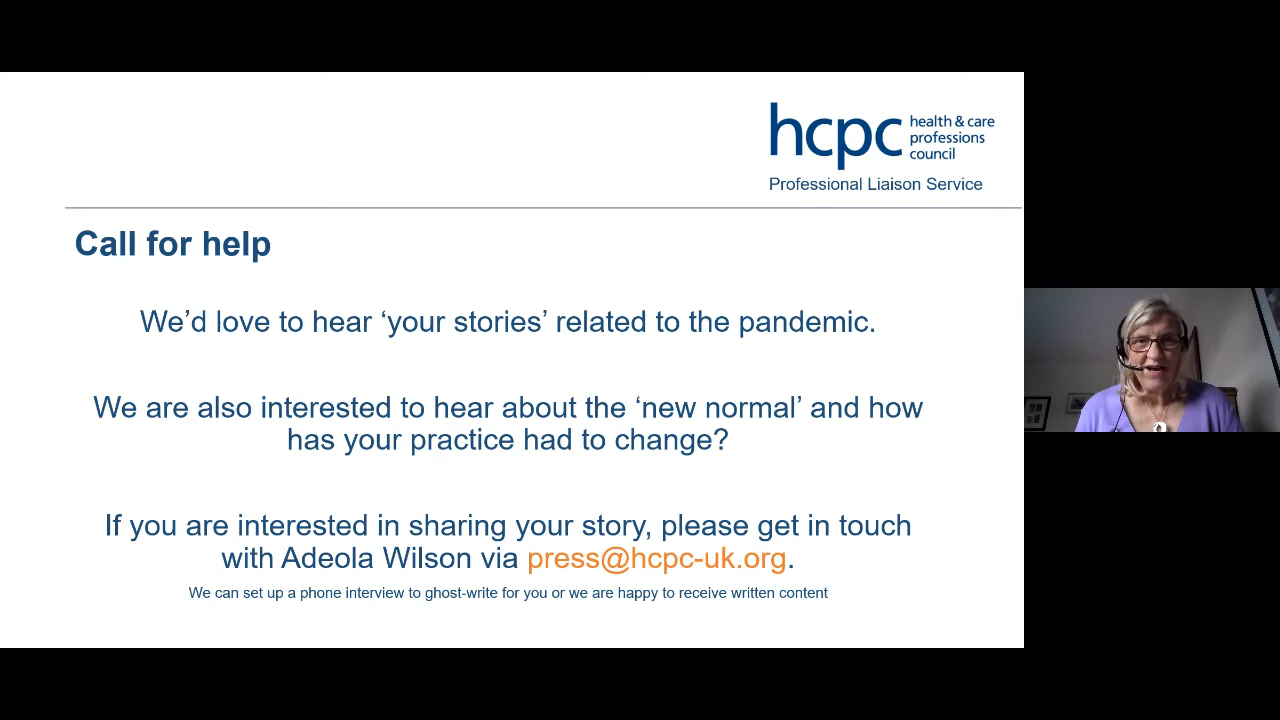 hcpc health & care
professions
council
Professional Liaison Service
Call for help
We’d love to hear ‘your stories’ related to the pandemic.
We are also interested to hear about the ‘new normal’ and how
has your practice had to change?
If you are interested in sharing your story, please get in touch
with Adeola Wilson via press@hcpc-uk.org.
We can set up a phone interview to ghost-write for you or we are happy to receive written content